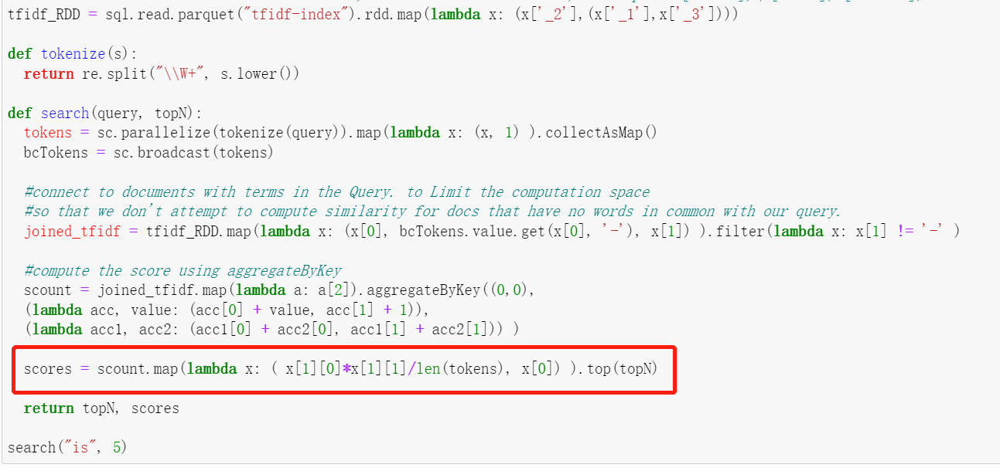 tfidf_RDD = sql.read.parquet("tfidf-index").rdd.map(lambda x: (x['_2'],(x['_1'],x['_3'])))
def tokenize(s):
return re.split("\\W+", s.lower())
def search(query, topN):
tokens = sc.parallelize(tokenize(query)).map(lambda x: (x, 1) ).collectAsMap()
bcTokens = sc.broadcast(tokens)
#connect to documents with terms in the Query. to Limit the computation space
#so that we don't attempt to compute similarity for docs that have no words in common with our query.
joined_tfidf = tfidf_RDD.map(lambda x: (x[0], bcTokens.value.get(x[0], '-'), x[1]) ).filter(lambda x: x[1] != '-' )
#compute the score using aggregateByKey
scount = joined_tfidf.map(lambda a: a[2]).aggregateByKey((0,0),
(lambda acc, value: (acc[0] + value, acc[1] + 1)),
(lambda acc1, acc2: (acc1[0] + acc2[0], acc1[1] + acc2[1])) )
scores = scount.map(lambda x: ( x[1][0]*x[1][1]/len(tokens), x[0]) ).top(topN)
return topN, scores
search("is", 5)